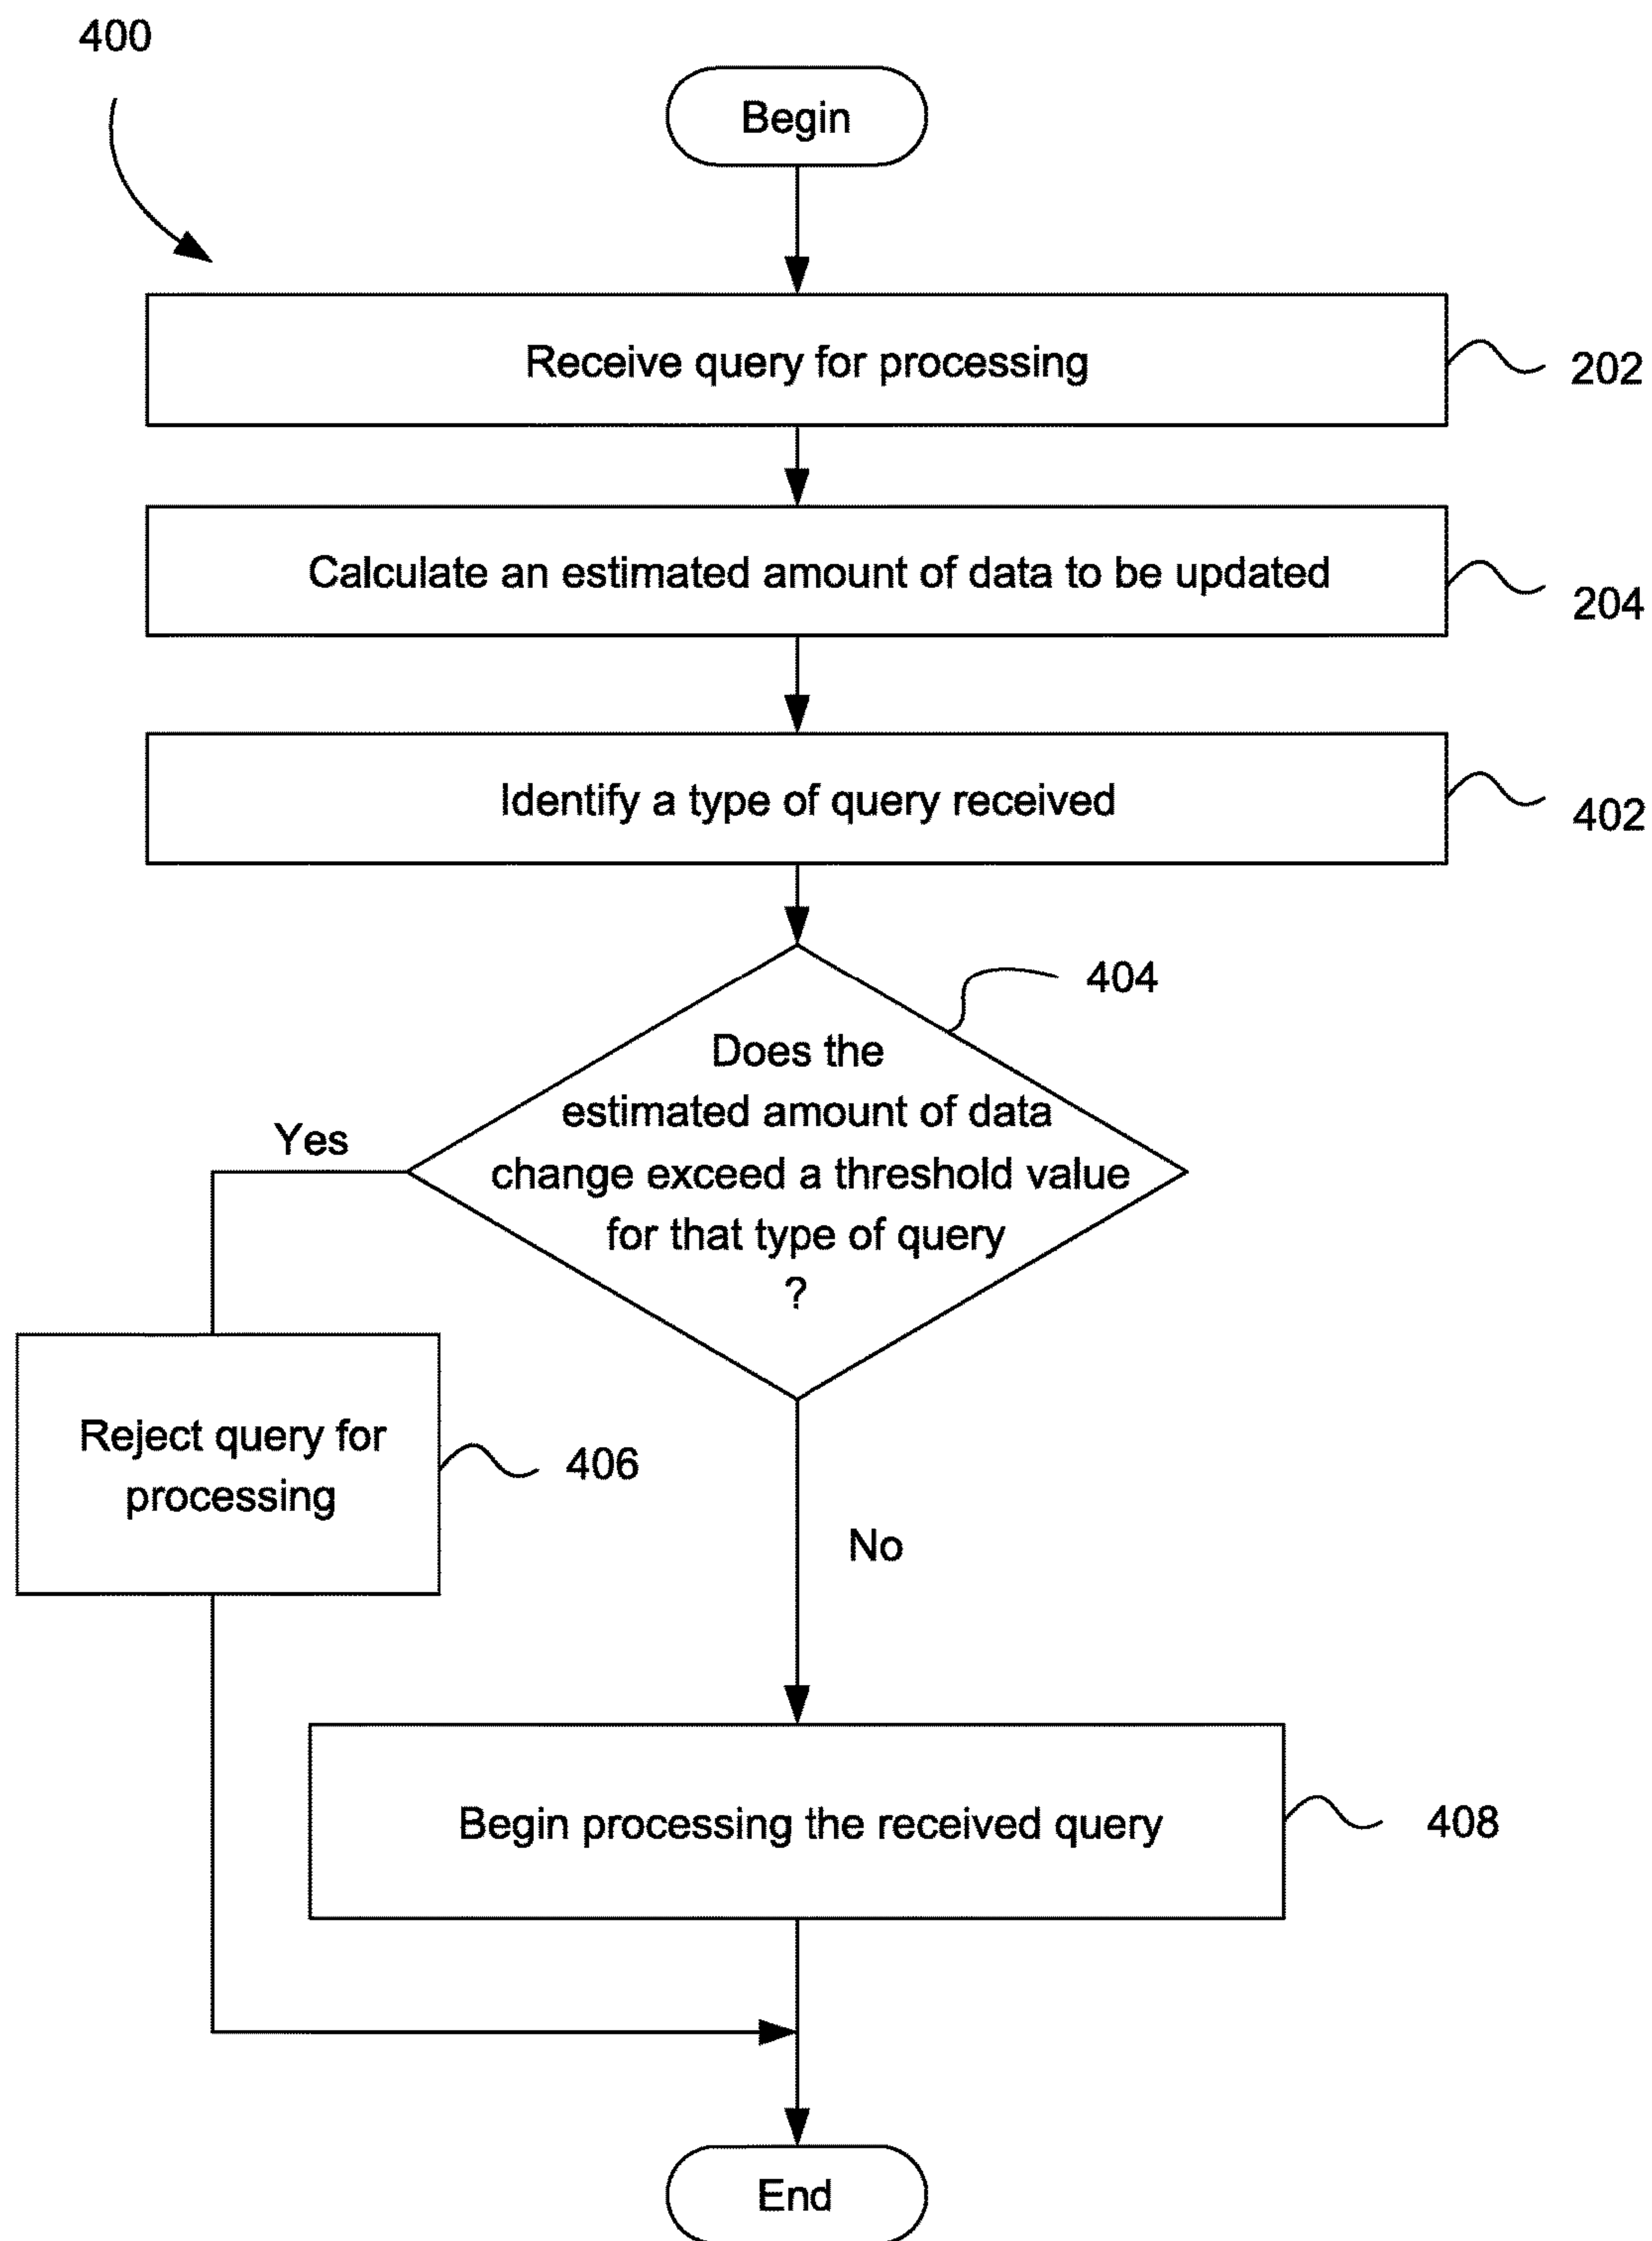 400
Begin
Receive query for processing
202
Calculate an estimated amount of data to be updated
204
Identify a type of query received
402
404
Does the
estimated amount of data
change exceed a threshold value
for that type of query
?
Yes
Reject query for
processing
406
No
Begin processing the received query
408
End